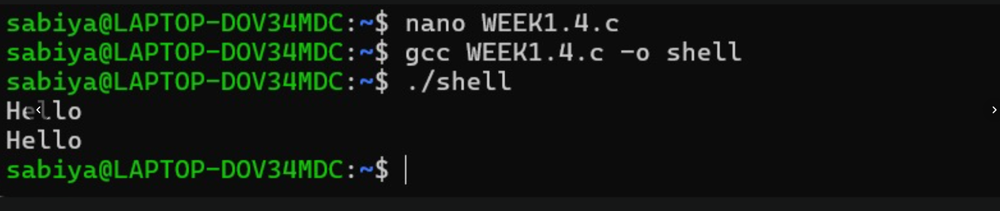 sabiya@LAPTOP-DOV34MDC:~$ nano WEEK1.4.c
sabiya@LAPTOP-DOV34MDC:~$ gcc WEEK1.4.c -o shell
sabiya@LAPTOP-DOV34MDC:~$ ./shell
Hello
Hello
sabiya@LAPTOP-DOV34MDC:~$